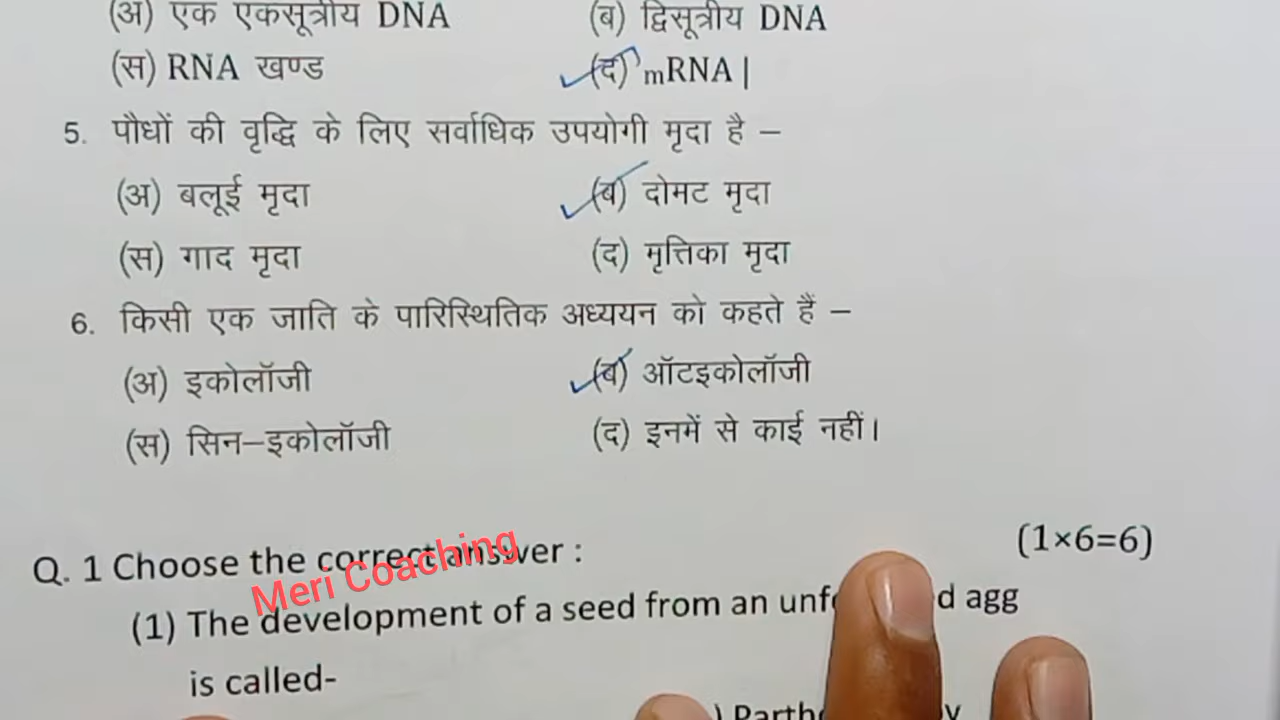 (अ) एक एकसूत्रीय DNA (ब) द्विसूत्रीय DNA
(स) RNA खण्ड (द) mRNA |
5. पौधों की वृद्धि के लिए सर्वाधिक उपयोगी मृदा है –
(अ) बलूई मृदा (ब) दोमट मृदा
(स) गाद मृदा (द) मृत्तिका मृदा
6. किसी एक जाति के पारिस्थितिक अध्ययन को कहते हैं –
(अ) इकोलॉजी (ब) ऑटइकोलॉजी
(स) सिन–इकोलॉजी (द) इनमें से काई नहीं।
Q. 1 Choose the correct answer : (1×6=6)
Meri Coaching
(1) The development of a seed from an agg
is called-